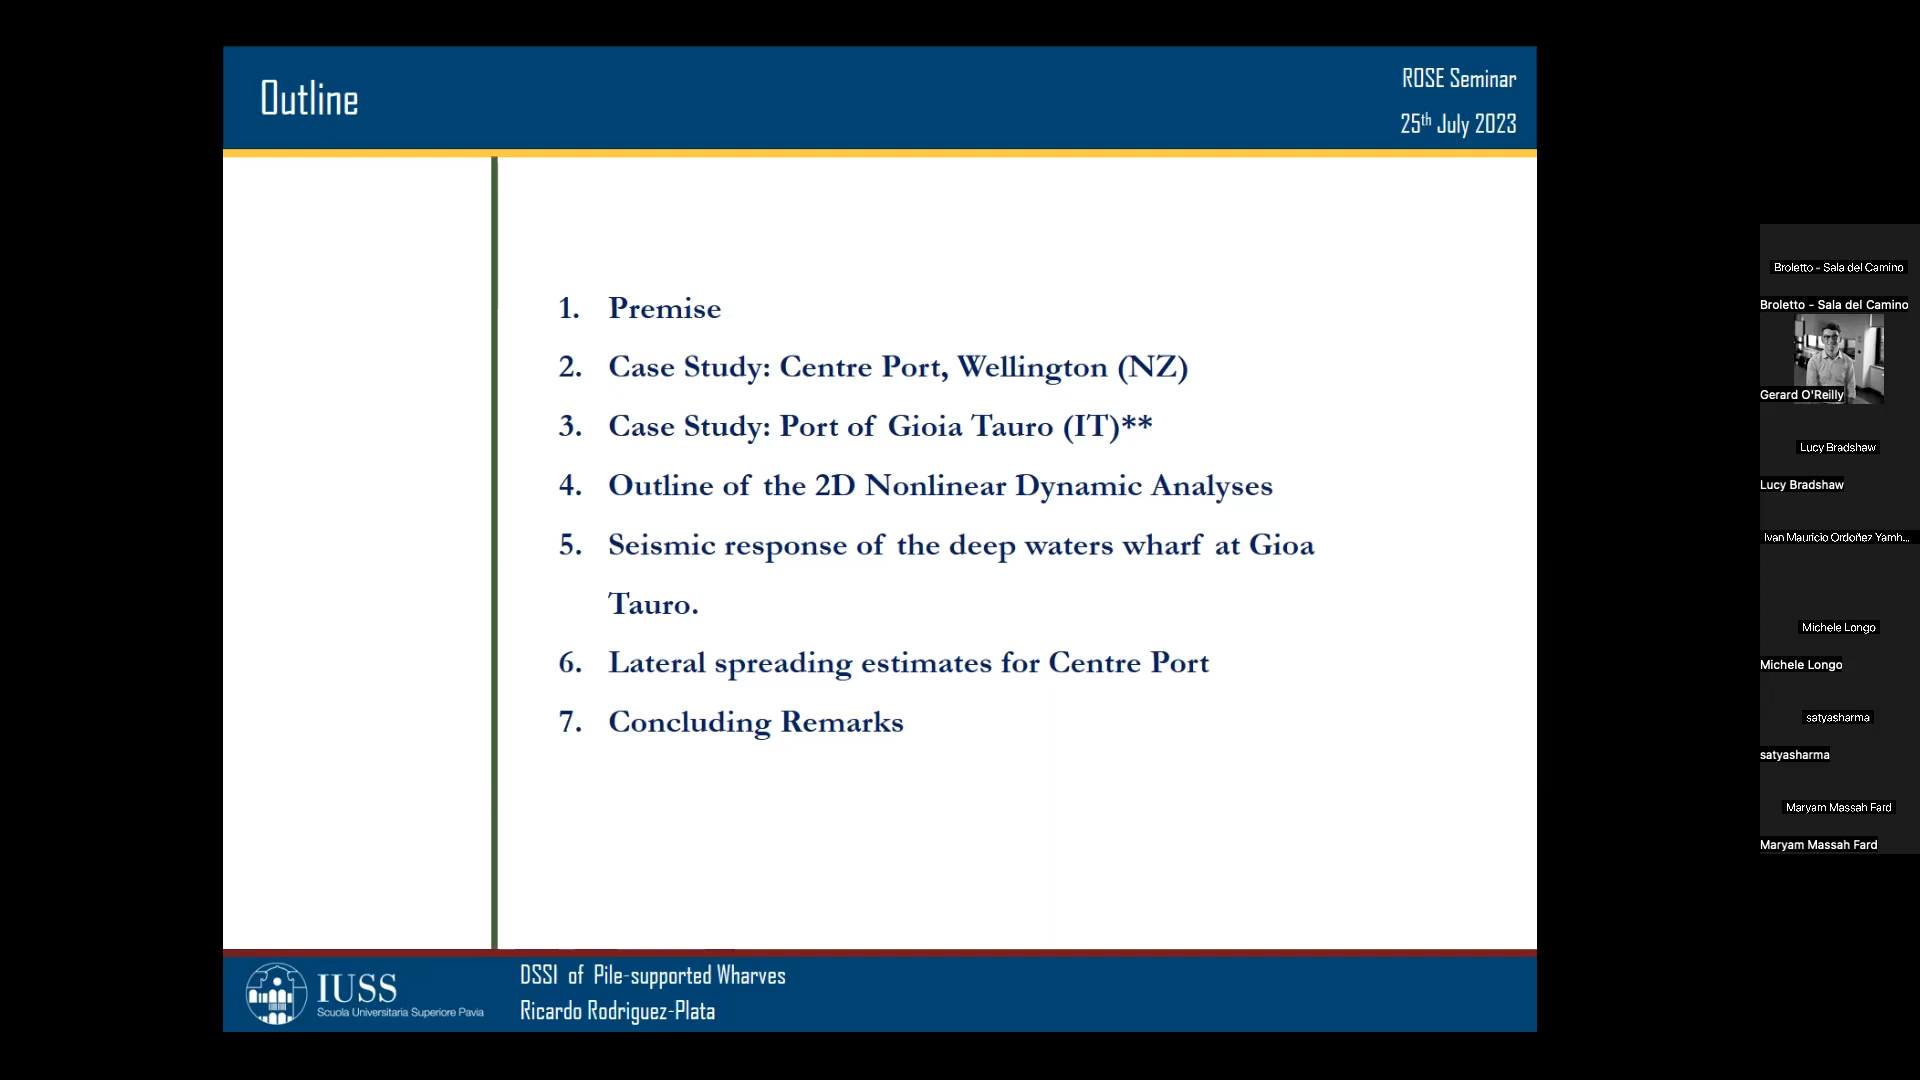 Outline
ROSE Seminar
25th July 2023
1. Premise
2. Case Study: Centre Port, Wellington (NZ)
3. Case Study: Port of Gioia Tauro (IT)**
4. Outline of the 2D Nonlinear Dynamic Analyses
5. Seismic response of the deep waters wharf at Gioa
Tauro.
6. Lateral spreading estimates for Centre Port
7. Concluding Remarks
IUSS
Scuola Universitaria Superiore Pavia
DSSI of Pile-supported Wharves
Ricardo Rodriguez-Plata
Broletto - Sala del Camino
Broletto - Sala del Camino
Gerard O'Reilly
Lucy Bradshaw
Lucy Bradshaw
Ivan Mauricio Ordoñez Yamh...
Michele Longo
Michele Longo
satyasharma
satyasharma
Maryam Massah Fard
Maryam Massah Fard